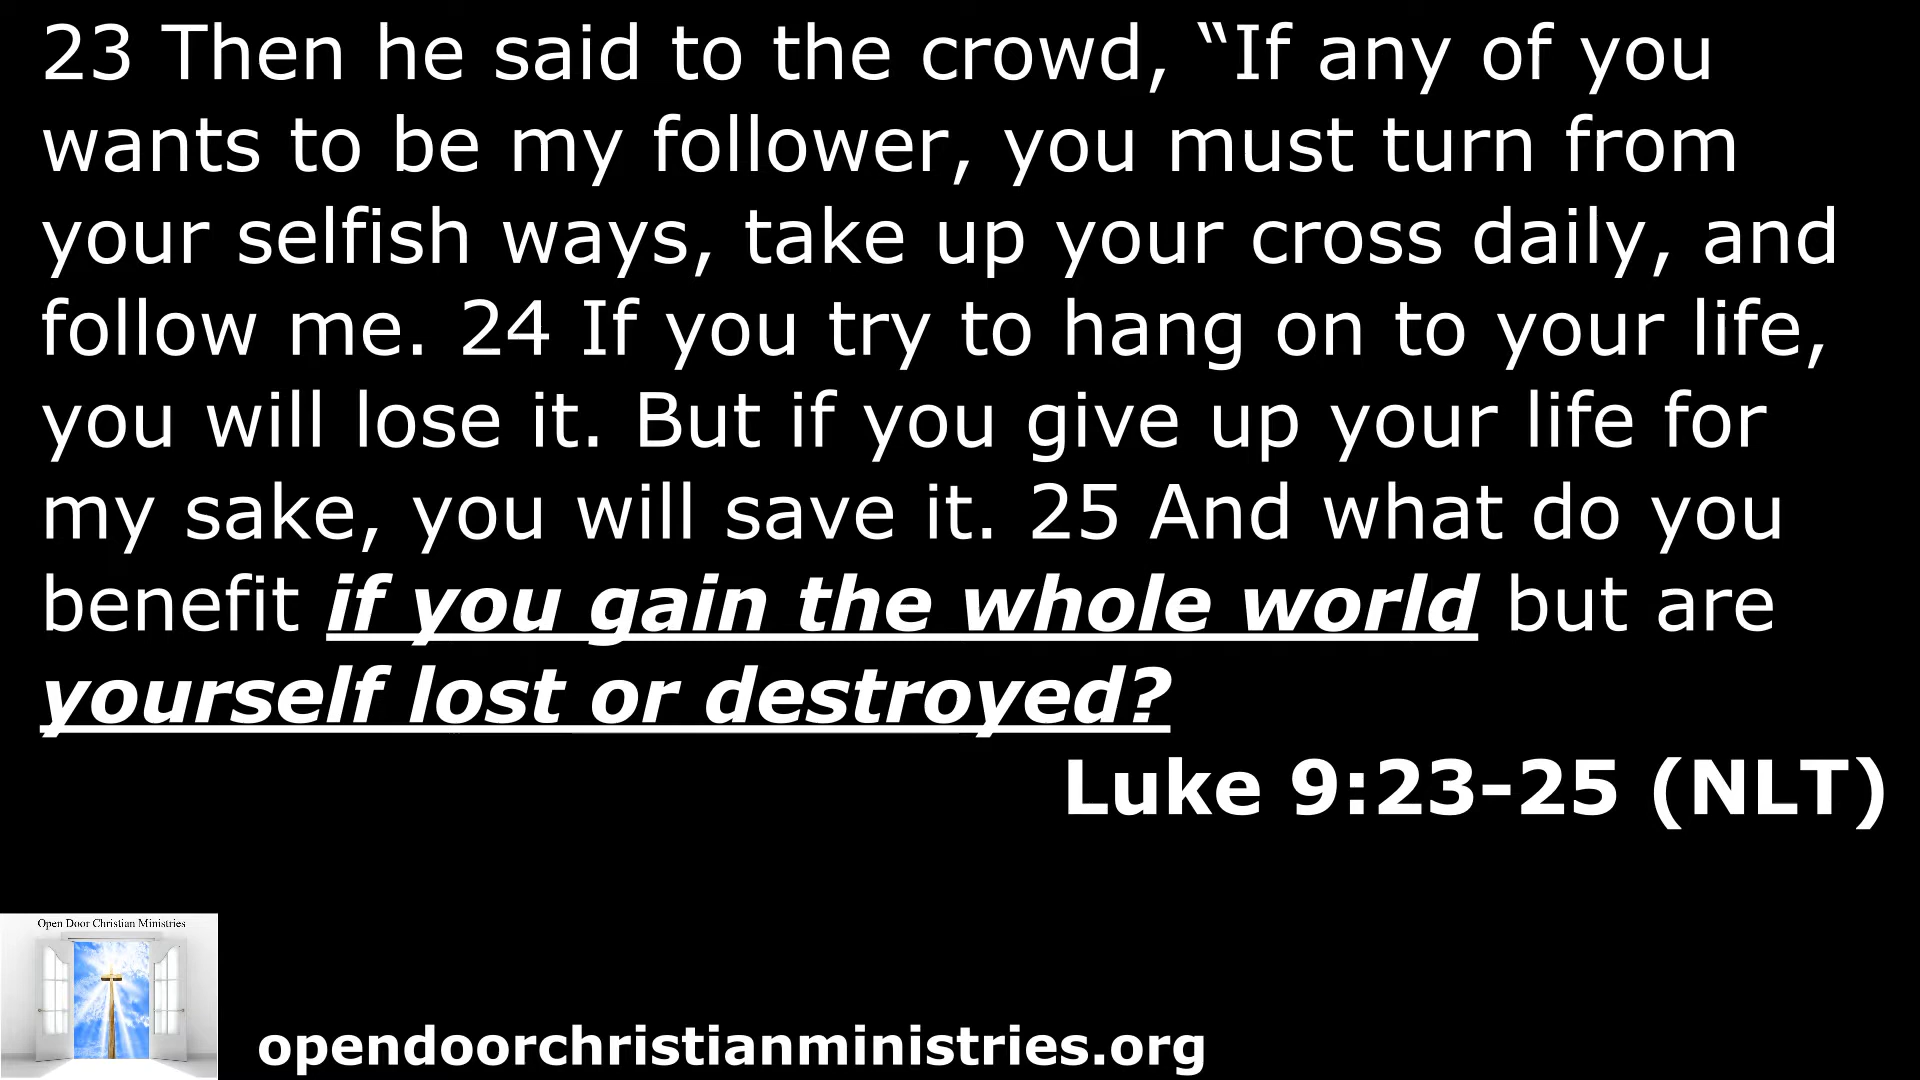 23 Then he said to the crowd, “If any of you
wants to be my follower, you must turn from
your selfish ways, take up your cross daily, and
follow me. 24 If you try to hang on to your life,
you will lose it. But if you give up your life for
my sake, you will save it. 25 And what do you
benefit if you gain the whole world but are
yourself lost or destroyed?
Luke 9:23-25 (NLT)
Open Door Christian Ministries
opendoorchristianministries.org